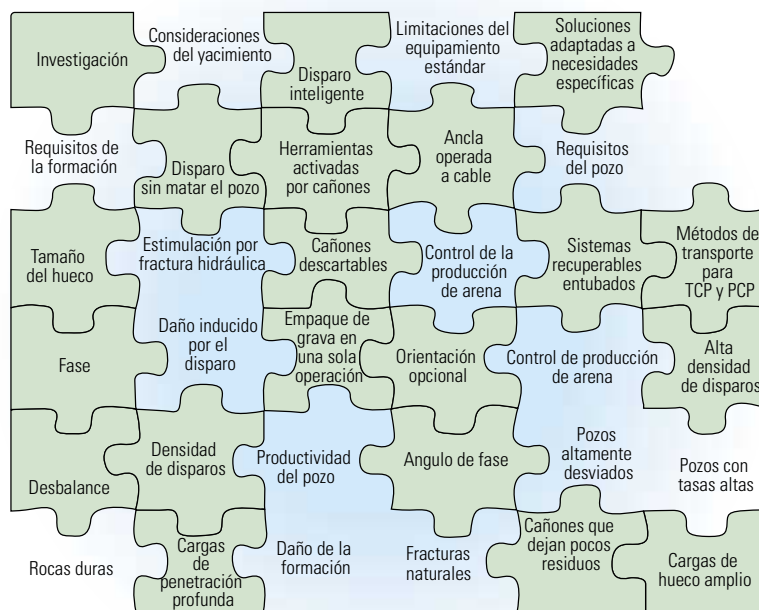 Investigación
Consideraciones
del yacimiento
Disparo
inteligente
Limitaciones del
equipamiento
estándar
Soluciones
adaptadas a
necesidades
específicas
Requisitos de
la formación
Disparo
sin matar el pozo
Herramientas
activadas
por cañones
Ancla
operada
a cable
Requisitos
del pozo
Tamaño
del hueco
Estimulación por
fractura hidráulica
Cañones
descartables
Control de la
producción
de arena
Sistemas
recuperables
entubados
Métodos de
transporte
para
TCP y PCP
Fase
Daño inducido
por el
disparo
Empaque de
grava en
una sola
operación
Orientación
opcional
Control de producción
de arena
Alta
densidad
de disparos
Desbalance
Densidad
de disparos
Productividad
del pozo
Angulo de fase
Pozos
altamente
desviados
Pozos con
tasas altas
Rocas duras
Cargas
de
penetración
profunda
Daño de la
formación
Fracturas
naturales
Cañones que
dejan pocos
residuos
Cargas de
hueco amplio